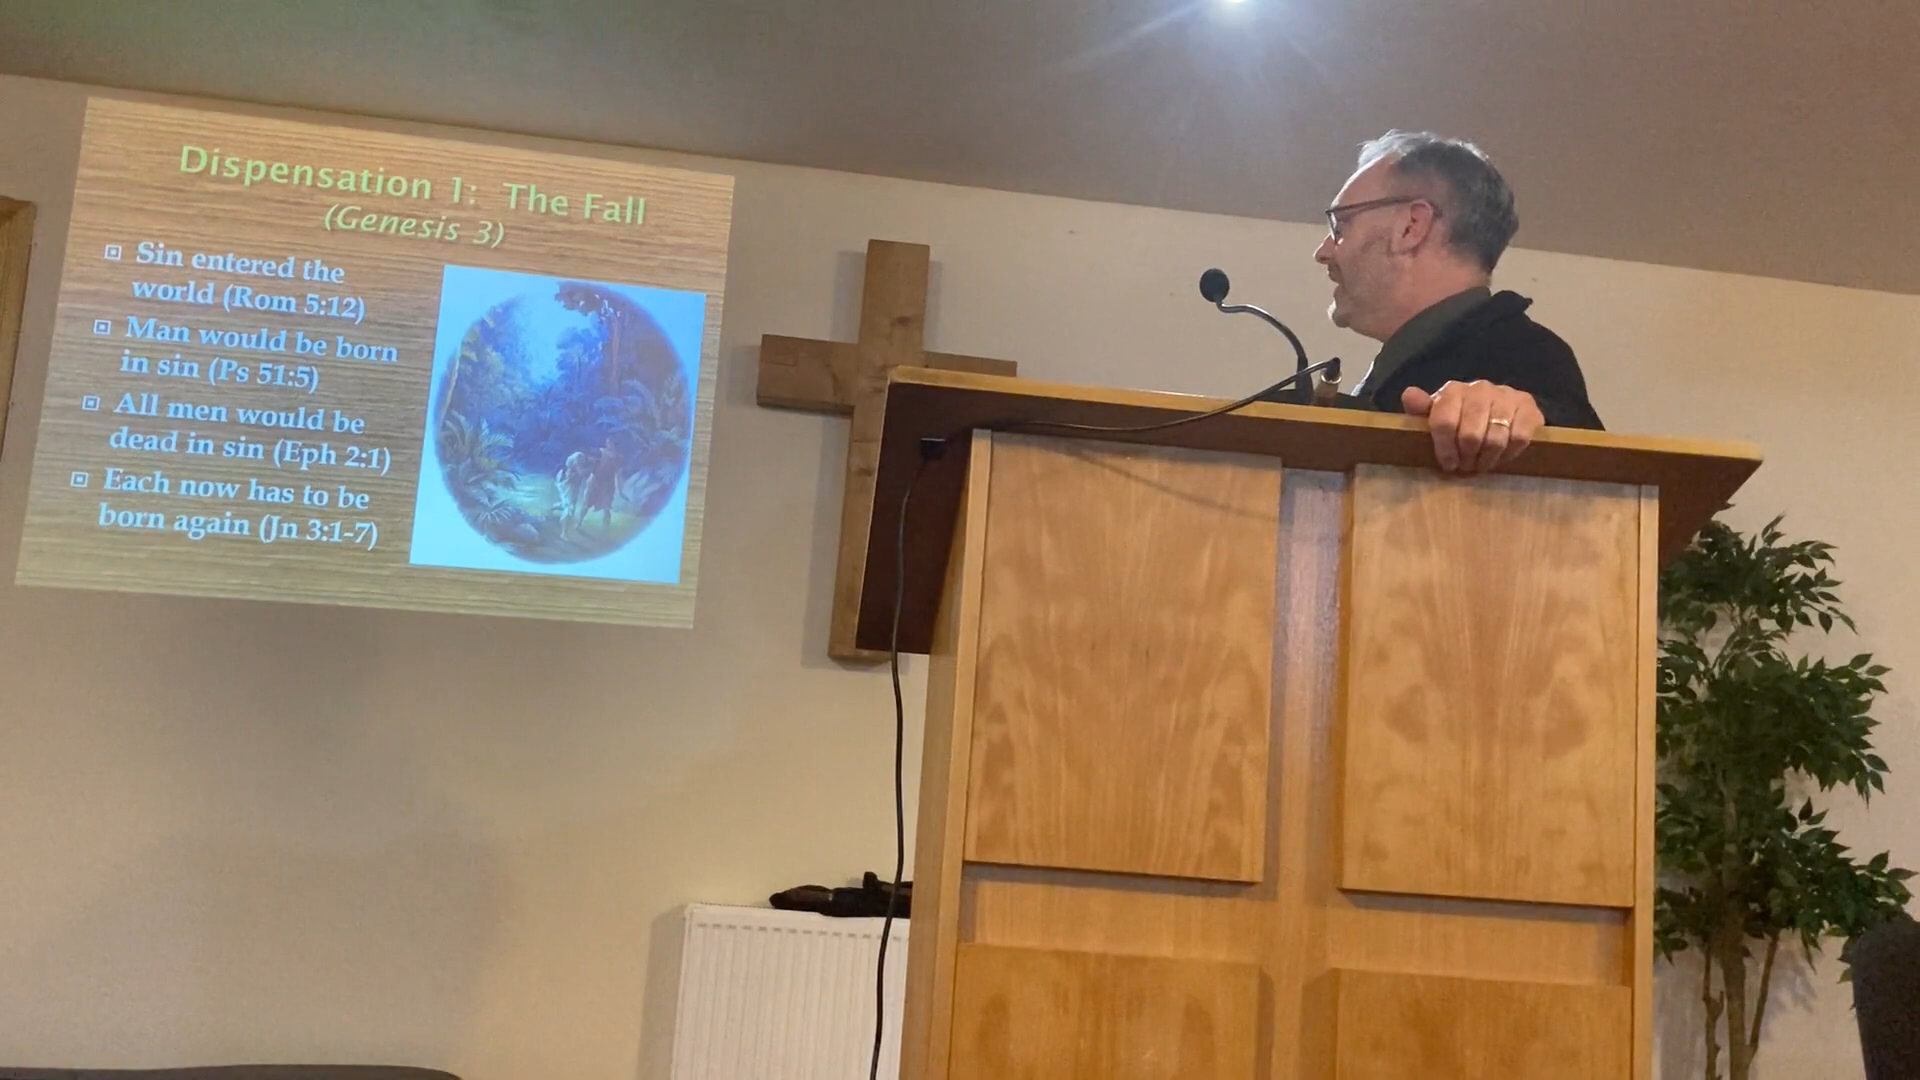 Dispensation 1: The Fall
(Genesis 3)
Sin entered the
world (Rom 5:12)
Man would be born
in sin (Ps 51:5)
All men would be
dead in sin (Eph 2:1)
Each now has to be
born again (Jn 3:1-7)